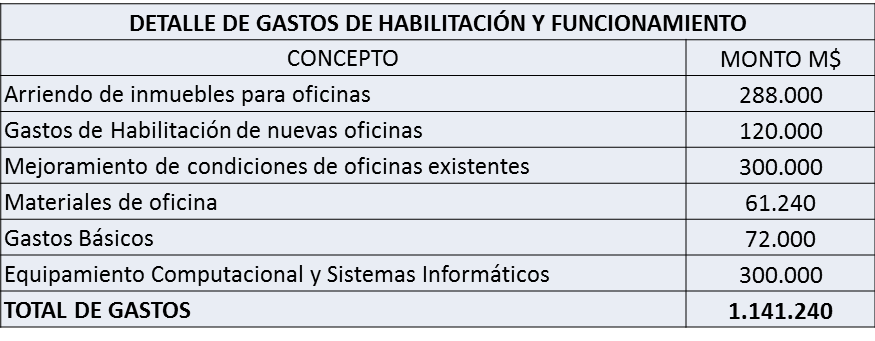 DETALLE DE GASTOS DE HABILITACIÓN Y FUNCIONAMIENTO
CONCEPTO MONTO M$
Arriendo de inmuebles para oficinas 288.000
Gastos de Habilitación de nuevas oficinas 120.000
Mejoramiento de condiciones de oficinas existentes 300.000
Materiales de oficina 61.240
Gastos Básicos 72.000
Equipamiento Computacional y Sistemas Informáticos 300.000
TOTAL DE GASTOS 1.141.240